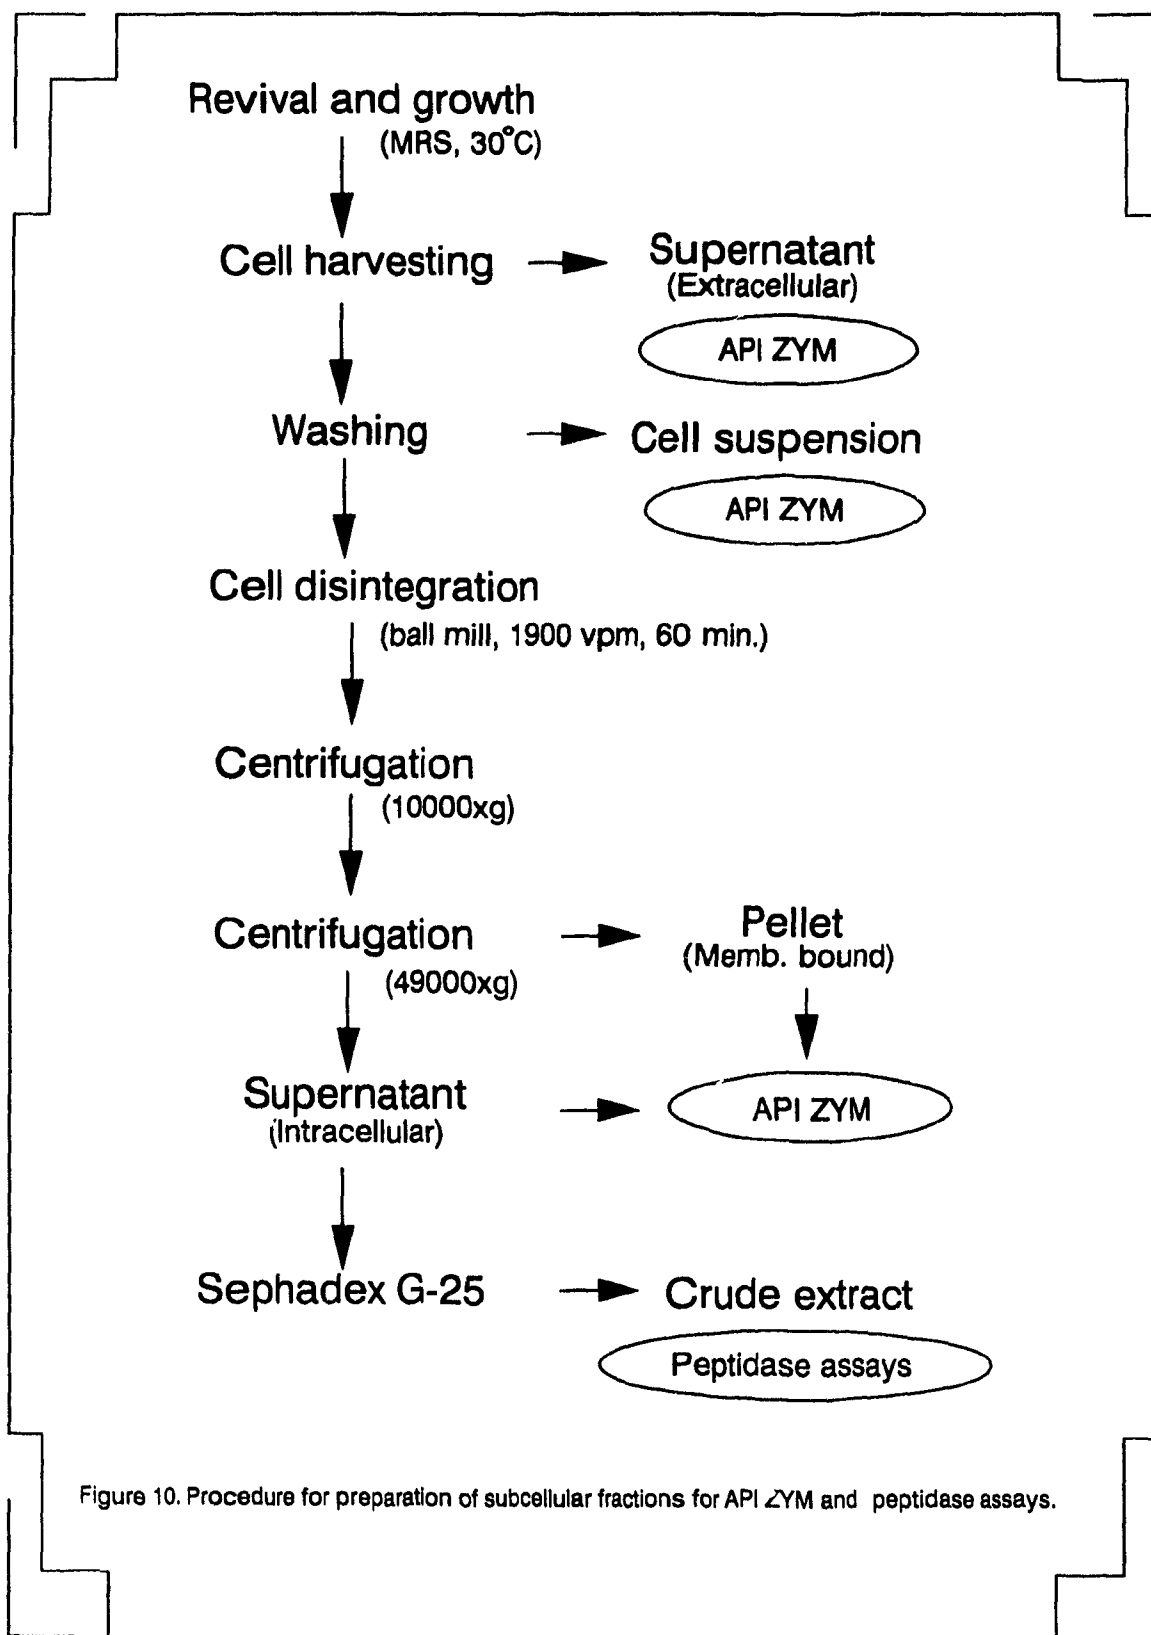 Revival and growth
(MRS, 30°C)
Cell harvesting
Supernatant
(Extracellular)
API ZYM
Washing
Cell suspension
API ZYM
Cell disintegration
(ball mill, 1900 vpm, 60 min.)
Centrifugation
(10000xg)
Centrifugation
(49000xg)
Pellet
(Memb. bound)
Supernatant
(Intracellular)
API ZYM
Sephadex G-25
Crude extract
Peptidase assays
Figure 10. Procedure for preparation of subcellular fractions for API ZYM and peptidase assays.